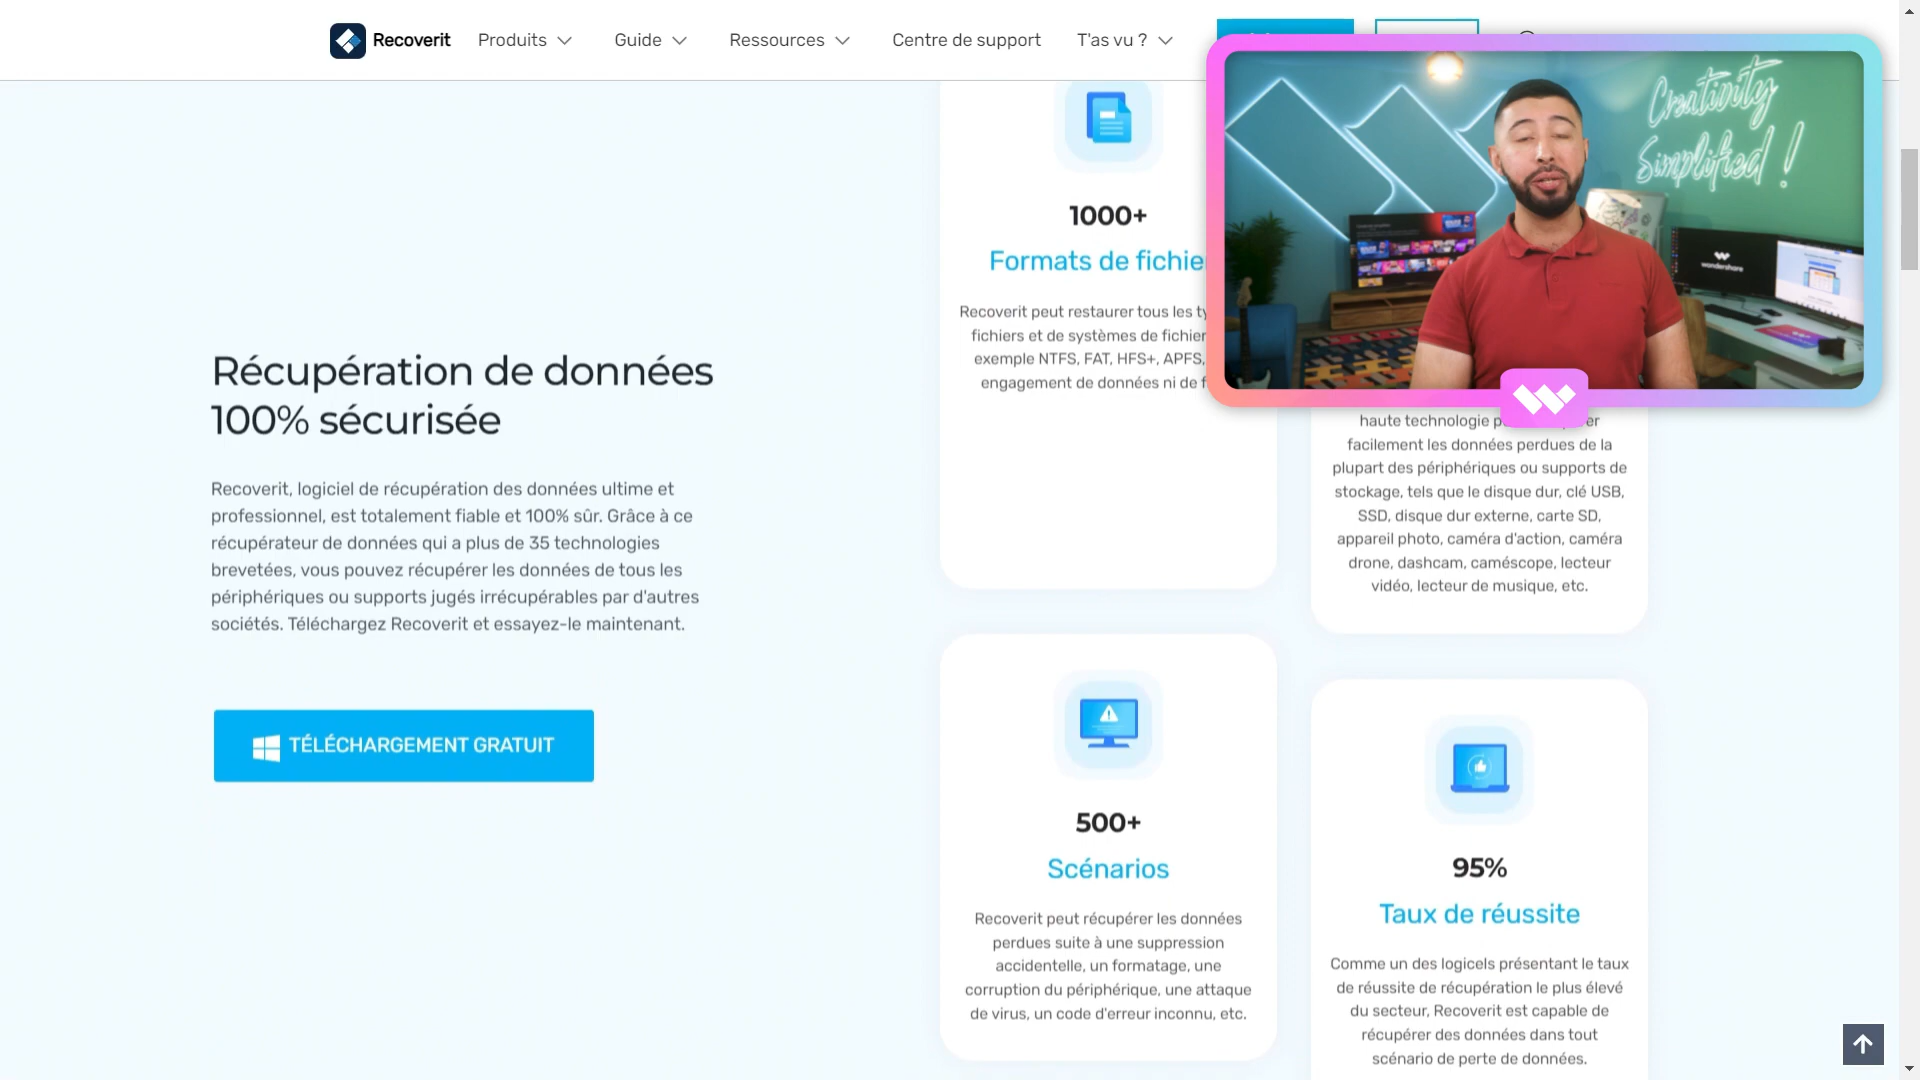 Recoverit
Produits
Guide
Ressources
Centre de support
T'as vu ?
Creativity
Simplified !
wondershare
Récupération de données
100% sécurisée
Recoverit, logiciel de récupération des données ultime et
professionnel, est totalement fiable et 100% sûr. Grâce à ce
récupérateur de données qui a plus de 35 technologies
brevetées, vous pouvez récupérer les données de tous les
périphériques ou supports jugés irrécupérables par d'autres
sociétés. Téléchargez Recoverit et essayez-le maintenant.
TÉLÉCHARGEMENT GRATUIT
1000+
Formats de fichie
Recoverit peut restaurer tous les
fichiers et de systèmes de fichier
exemple NTFS, FAT, HFS+, APFS,
engagement de données ni de
haute technologie
facilement les données perdues de la
plupart des périphériques ou supports de
stockage, tels que le disque dur, clé USB,
SSD, disque dur externe, carte SD,
appareil photo, caméra d'action, caméra
drone, dashcam, caméscope, lecteur
vidéo, lecteur de musique, etc.
500+
Scénarios
Recoverit peut récupérer les données
perdues suite à une suppression
accidentelle, un formatage, une
corruption du périphérique, une attaque
de virus, un code d'erreur inconnu, etc.
95%
Taux de réussite
Comme un des logicels présentant le taux
de réussite de récupération le plus élevé
du secteur, Recoverit est capable de
récupérer des données dans tout
scénario de perte de données.